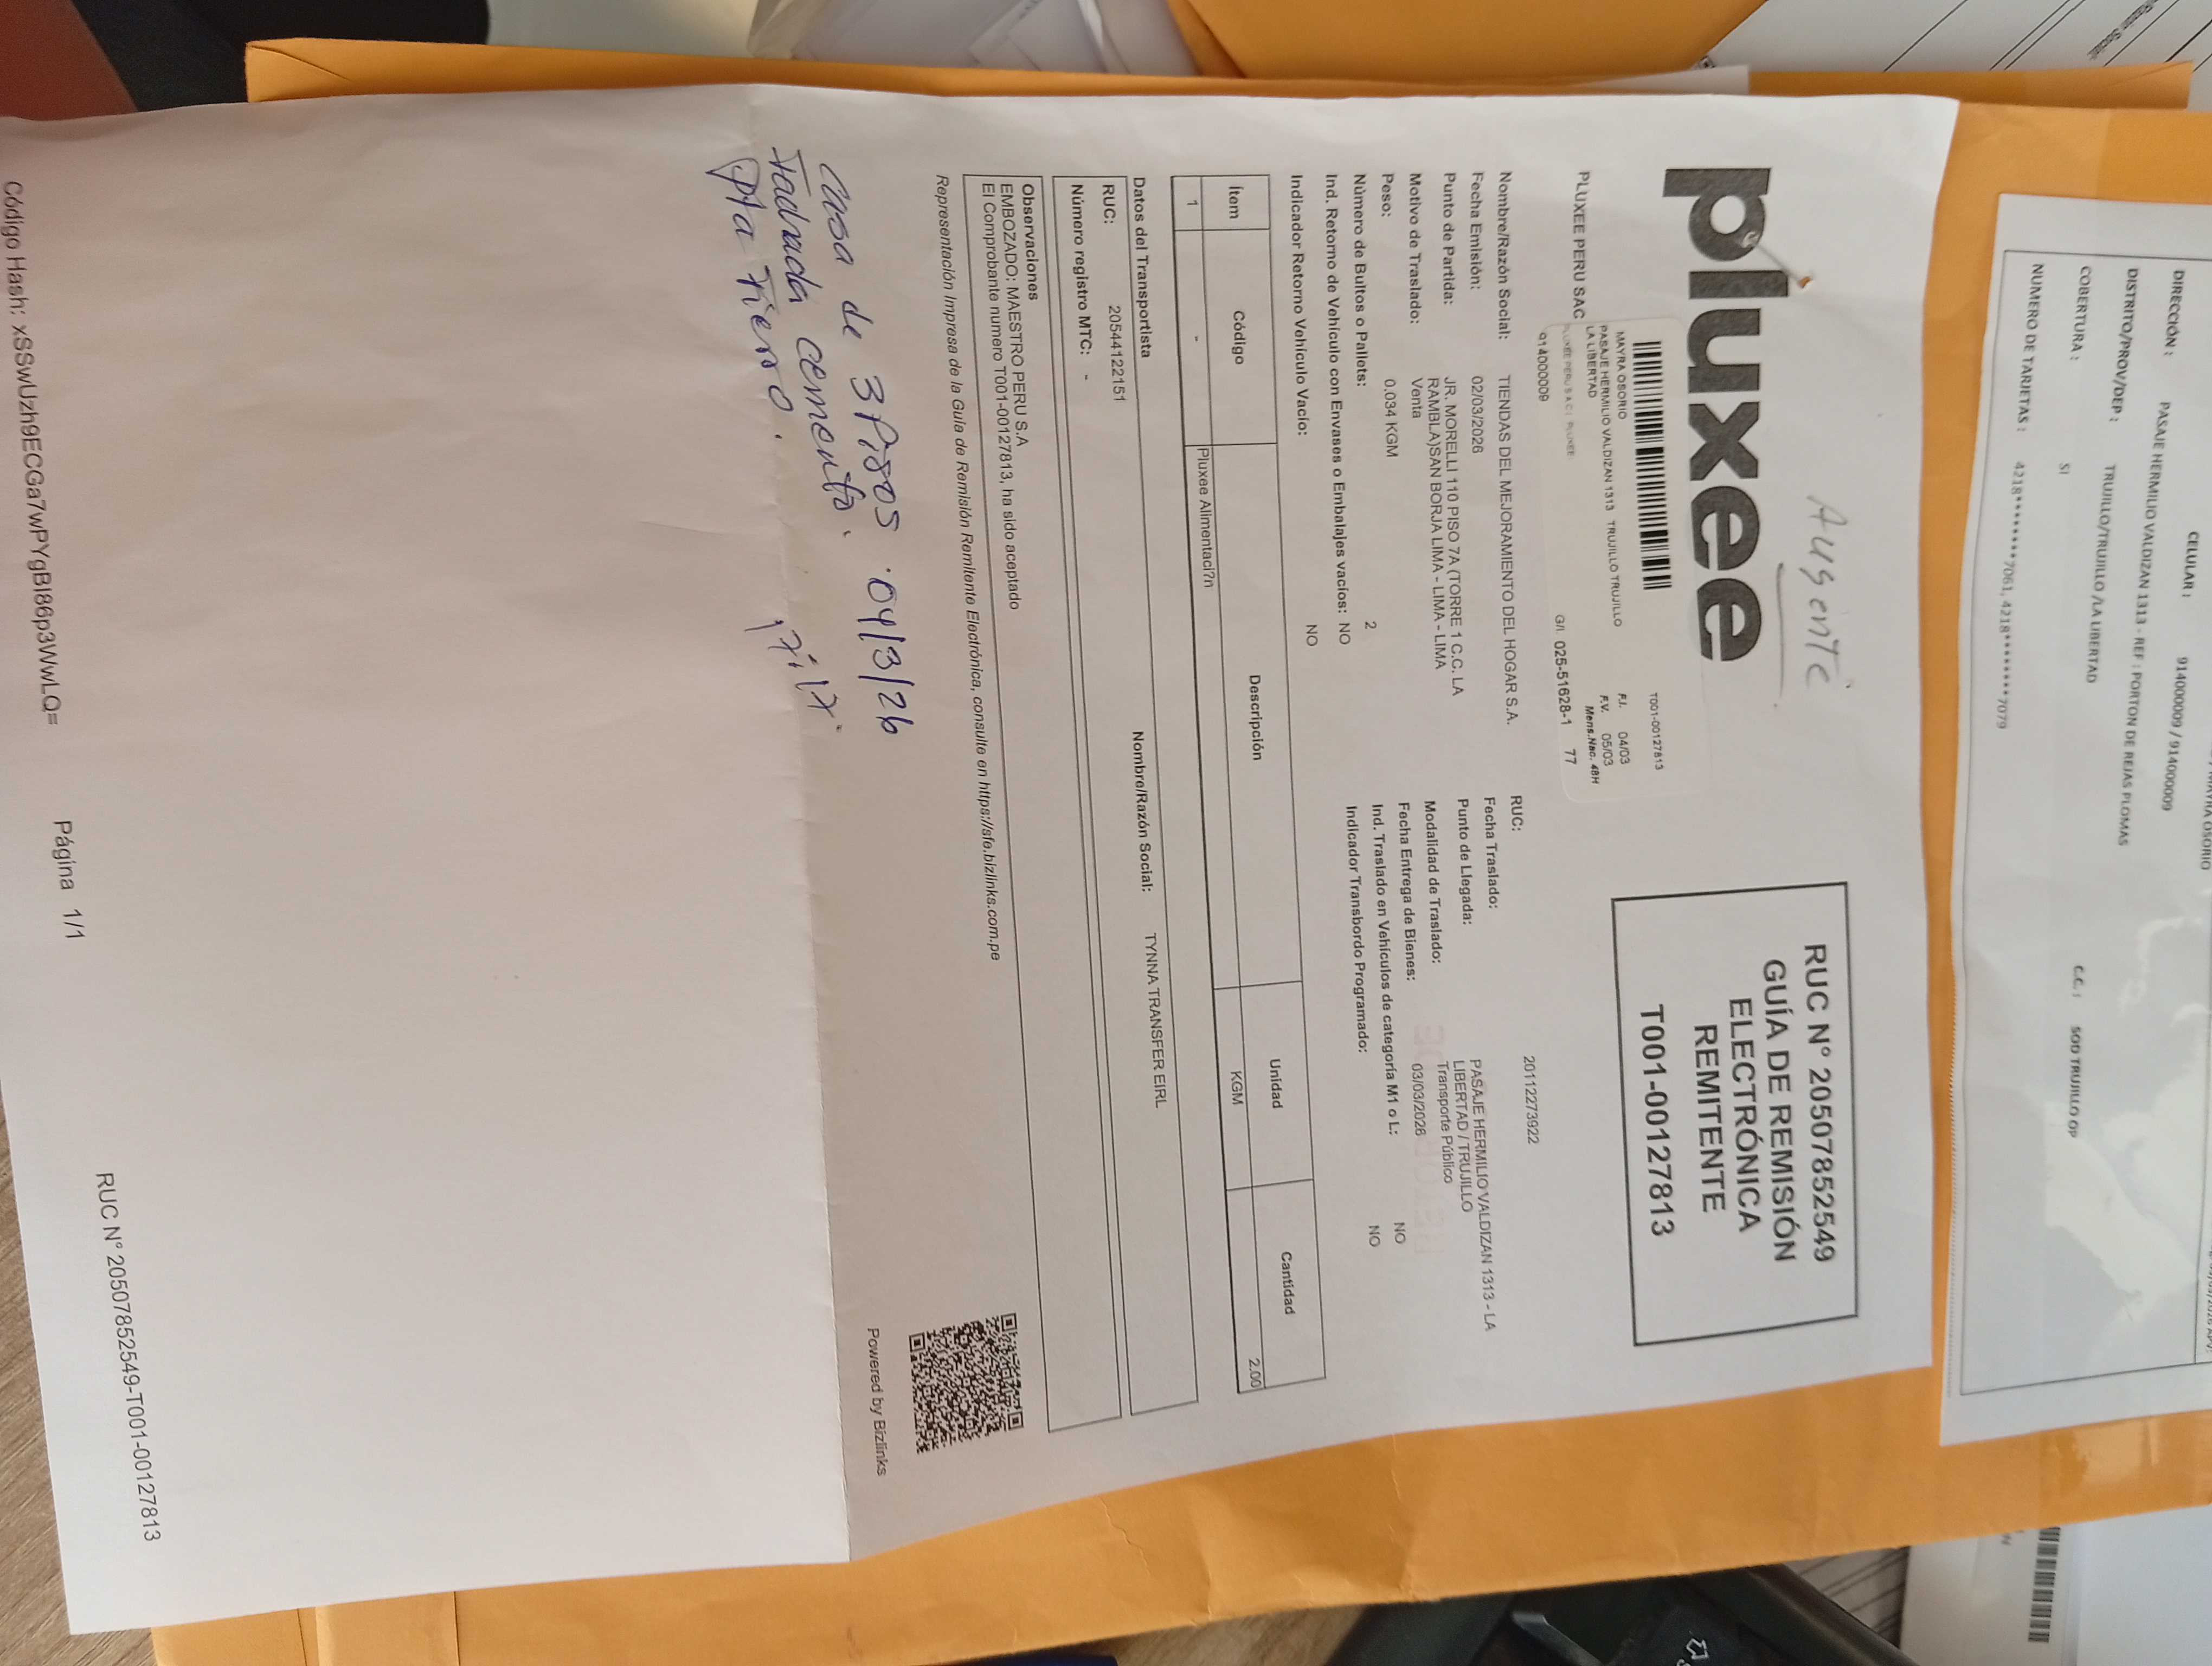 CELULAR : 914000009 / 914000009
DIRECCIÓN : PASAJE HERMILIO VALDIZAN 1313 - REF : PORTON DE REJAS PLOMAS
DISTRITO/PROV/DEP : TRUJILLO/TRUJILLO /LA LIBERTAD
COBERTURA : SI C.C. : SOD TRUJILLO OP
NUMERO DE TARJETAS : 4218*********7061, 4218*********7079
Ausente
pluxee
RUC N° 20507852549
GUÍA DE REMISIÓN
ELECTRÓNICA
REMITENTE
T001-00127813
T001-00127813
MAYRA OSORIO F.I. 04/03
PASAJE HERMILIO VALDIZAN 1313 TRUJILLO TRUJILLO F.V. 05/03
LA LIBERTAD Mens.Nac. 48H
PLUXEE PERU S A C / PLUXEE G/I 025-51628-1 77
914000009
PLUXEE PERU SAC
Nombre/Razón Social: TIENDAS DEL MEJORAMIENTO DEL HOGAR S.A. RUC: 20112273922
Fecha Emisión: 02/03/2026 Fecha Traslado:
Punto de Partida: JR. MORELLI 110 PISO 7A (TORRE 1 C.C. LA RAMBLA)SAN BORJA LIMA - LIMA - LIMA
Punto de Llegada: PASAJE HERMILIO VALDIZAN 1313 - LA LIBERTAD / TRUJILLO
Motivo de Traslado: Venta Modalidad de Traslado: Transporte Público
Peso: 0.034 KGM Fecha Entrega de Bienes: 03/03/2026
Número de Bultos o Pallets: 2 Ind. Traslado en Vehículos de categoría M1 o L: NO
Ind. Retorno de Vehículo con Envases o Embalajes vacíos: NO Indicador Transbordo Programado: NO
Indicador Retorno Vehículo Vacío: NO
Ítem Código Descripción Unidad Cantidad
1 - Pluxee Alimentaci?n KGM 2.00
Datos del Transportista
RUC: 20544122151 Nombre/Razón Social: TYNNA TRANSFER EIRL
Número registro MTC: -
Observaciones
EMBOZADO: MAESTRO PERU S.A
El Comprobante numero T001-00127813, ha sido aceptado
Representación Impresa de la Guía de Remisión Remitente Electrónica, consulte en https://sfe.bizlinks.com.pe
Powered by Bizlinks
Casa de 3 Pisos. 04/3/26
Fachada cemento.
Pta Fierro.
RUC N° 20507852549-T001-00127813
Página 1/1
Código Hash: xSSwUzh9ECGa7wPYgBI86p3WwLQ=